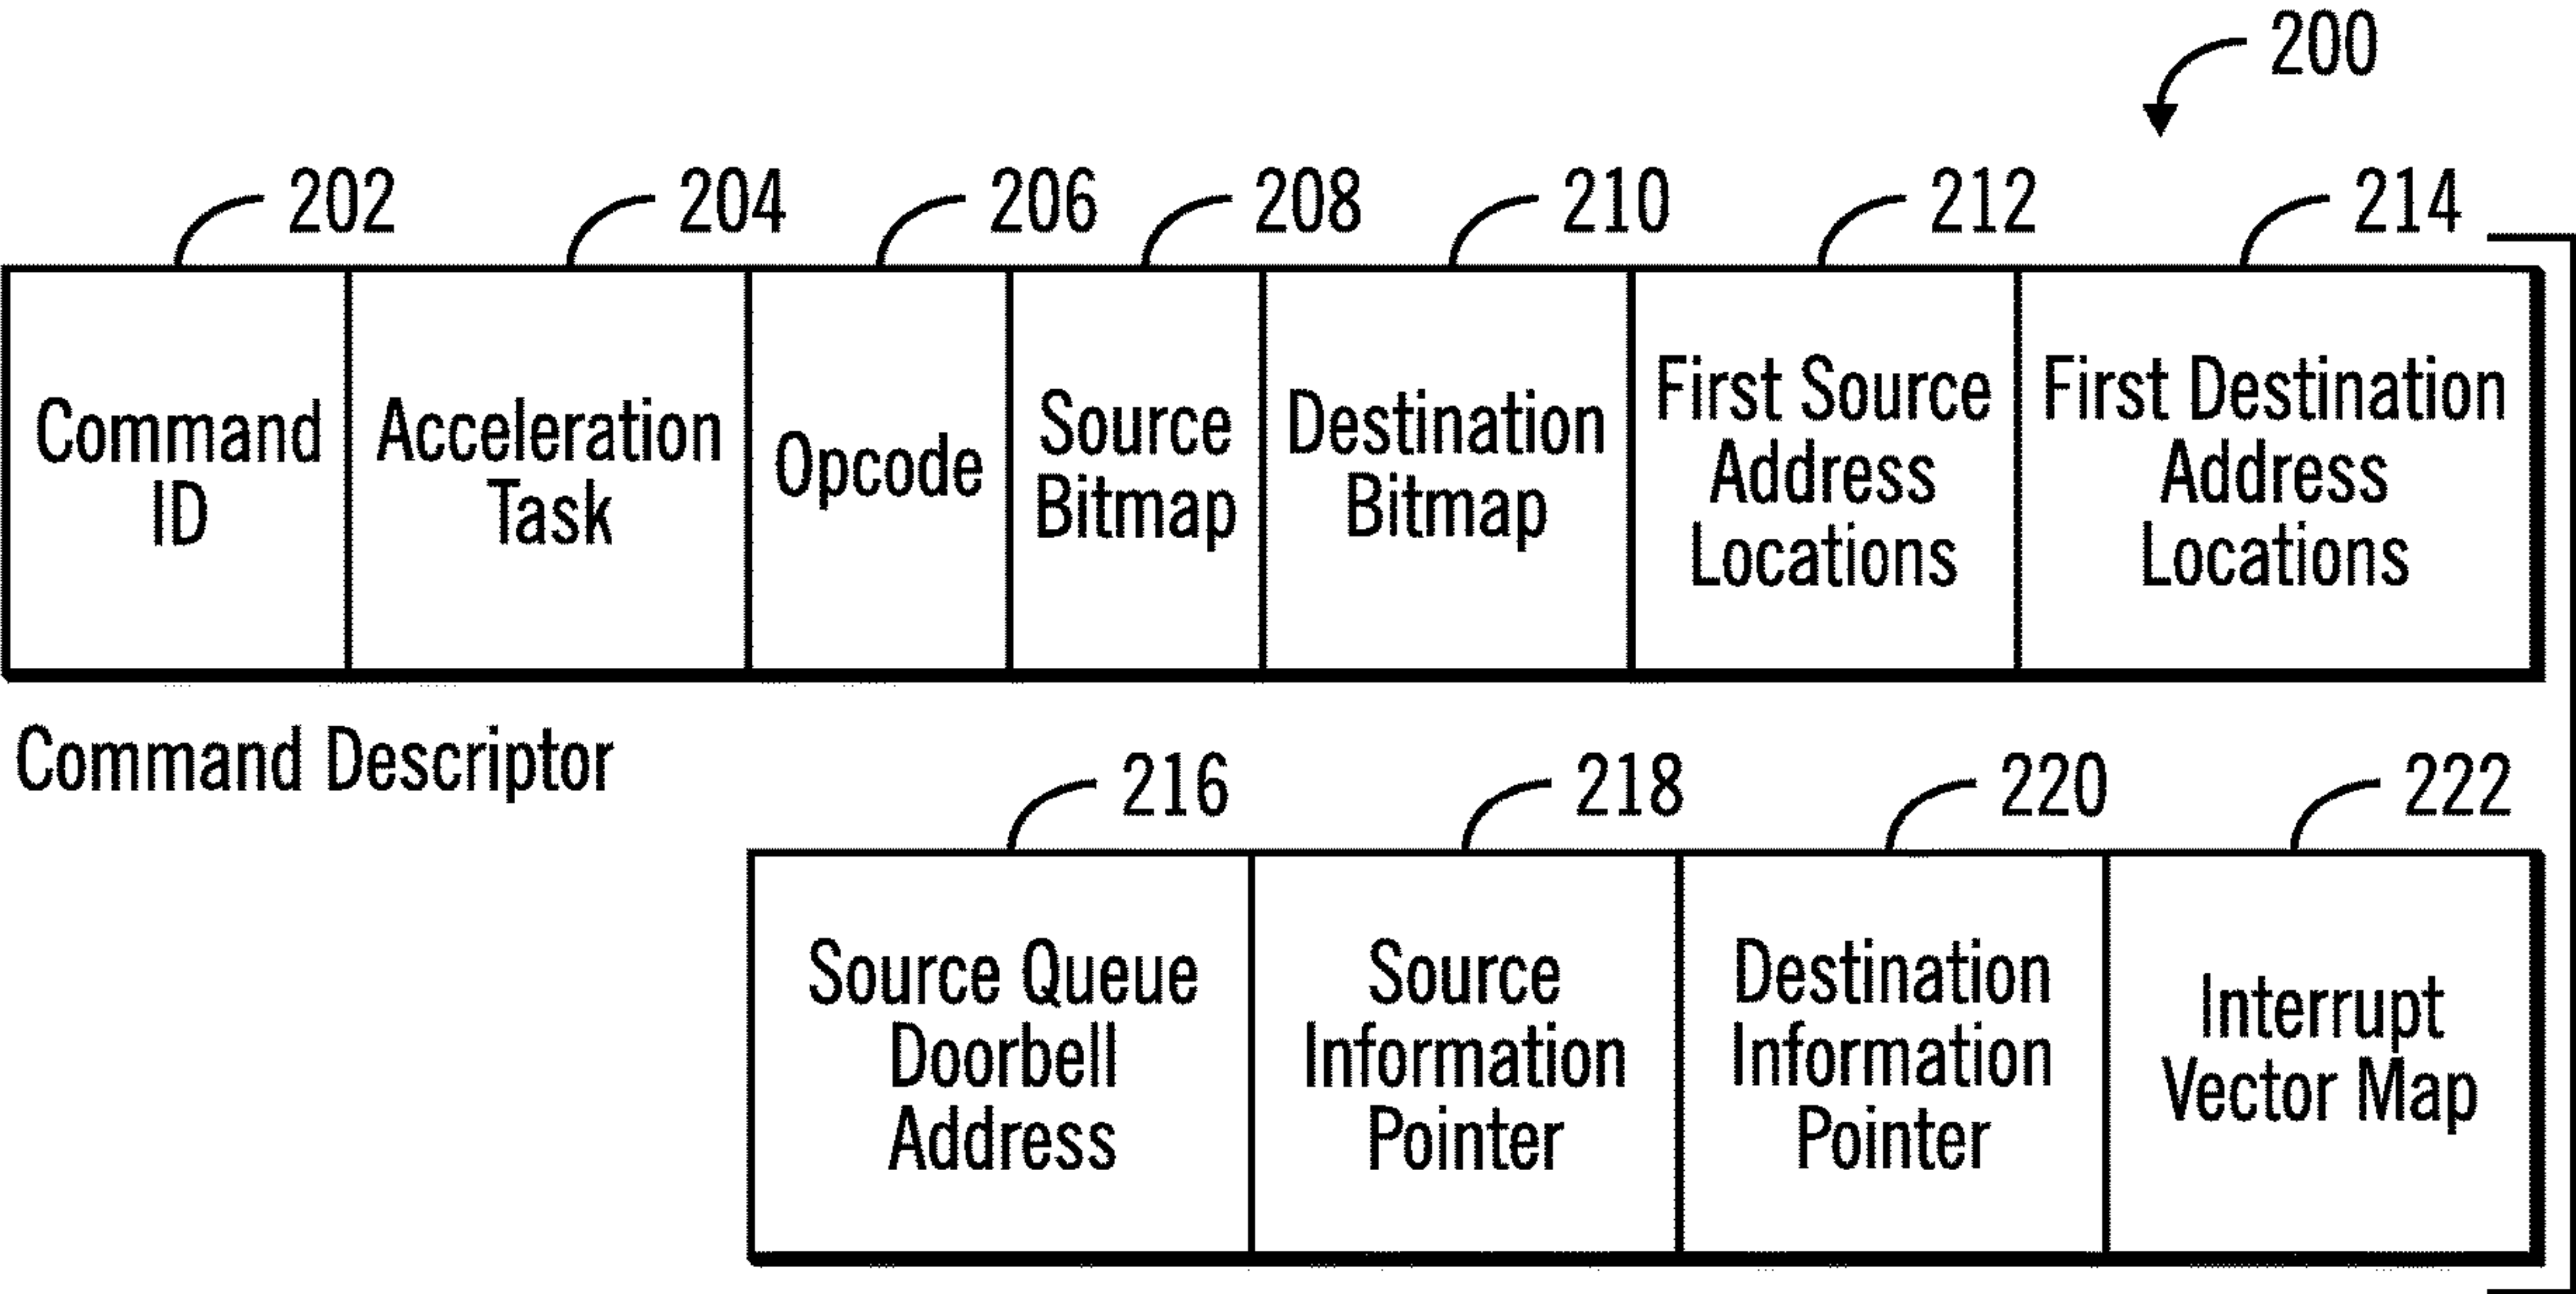 200
202
204
206
208
210
212
214
Command
ID
Acceleration
Task
Opcode
Source
Bitmap
Destination
Bitmap
First Source
Address
Locations
First Destination
Address
Locations
Command Descriptor
216
218
220
222
Source Queue
Doorbell
Address
Source
Information
Pointer
Destination
Information
Pointer
Interrupt
Vector Map